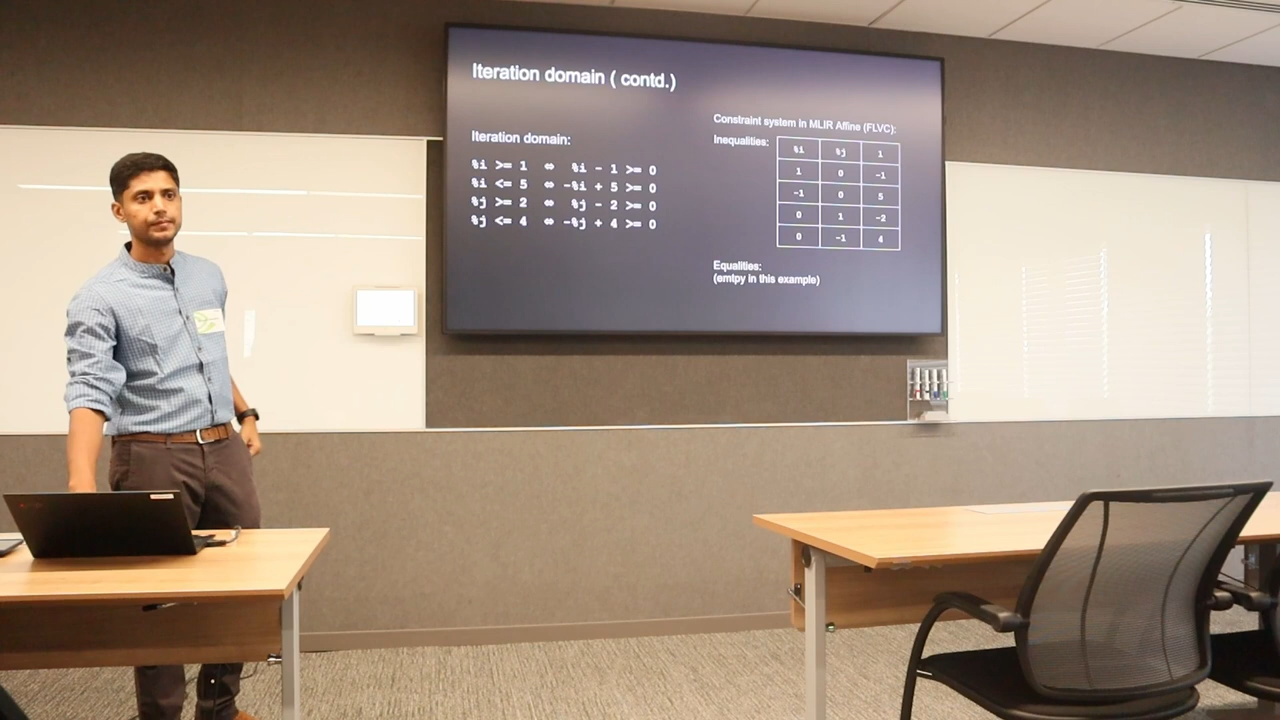 Iteration domain ( contd.)
Iteration domain:
%i >= 1 ⇔ %i - 1 >= 0
%i <= 5 ⇔ -%i + 5 >= 0
%j >= 2 ⇔ %j - 2 >= 0
%j <= 4 ⇔ -%j + 4 >= 0
Constraint system in MLIR Affine (FLVC):
Inequalities:
%i %j 1
1 0 -1
-1 0 5
0 1 -2
0 -1 4
Equalities:
(emtpy in this example)